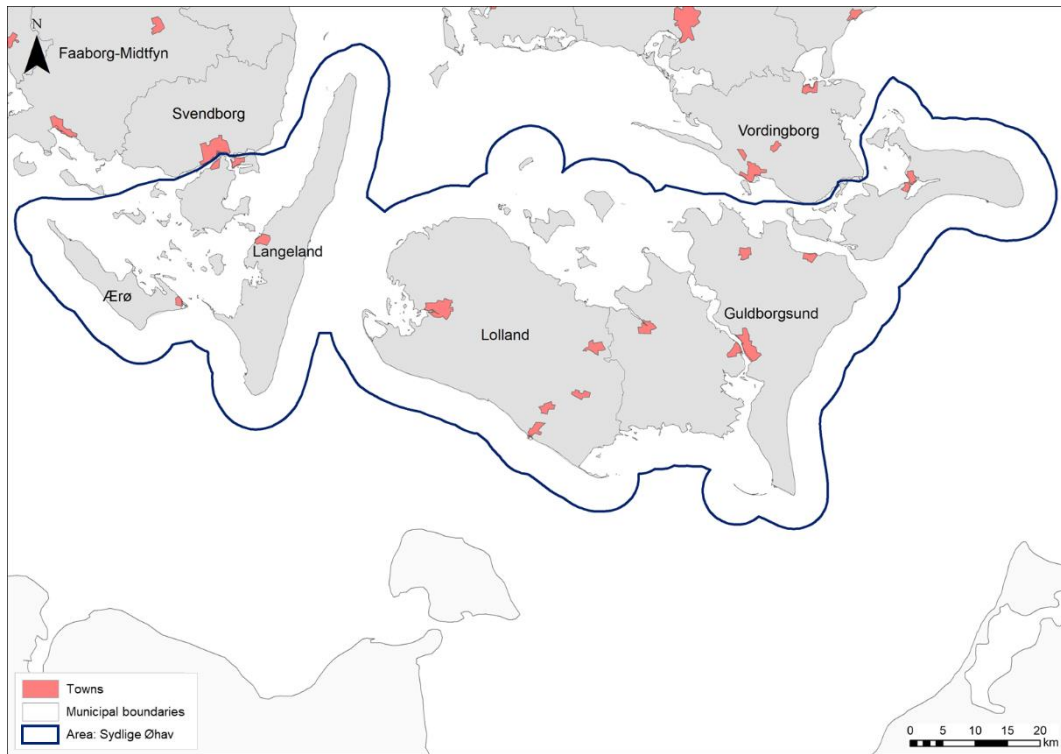 N
Faaborg-Midtfyn
Svendborg
Vordingborg
Langeland
Ærø
Lolland
Guldborgsund
Towns
Municipal boundaries
Area: Sydlige Øhav
0 5 10 15 20
km